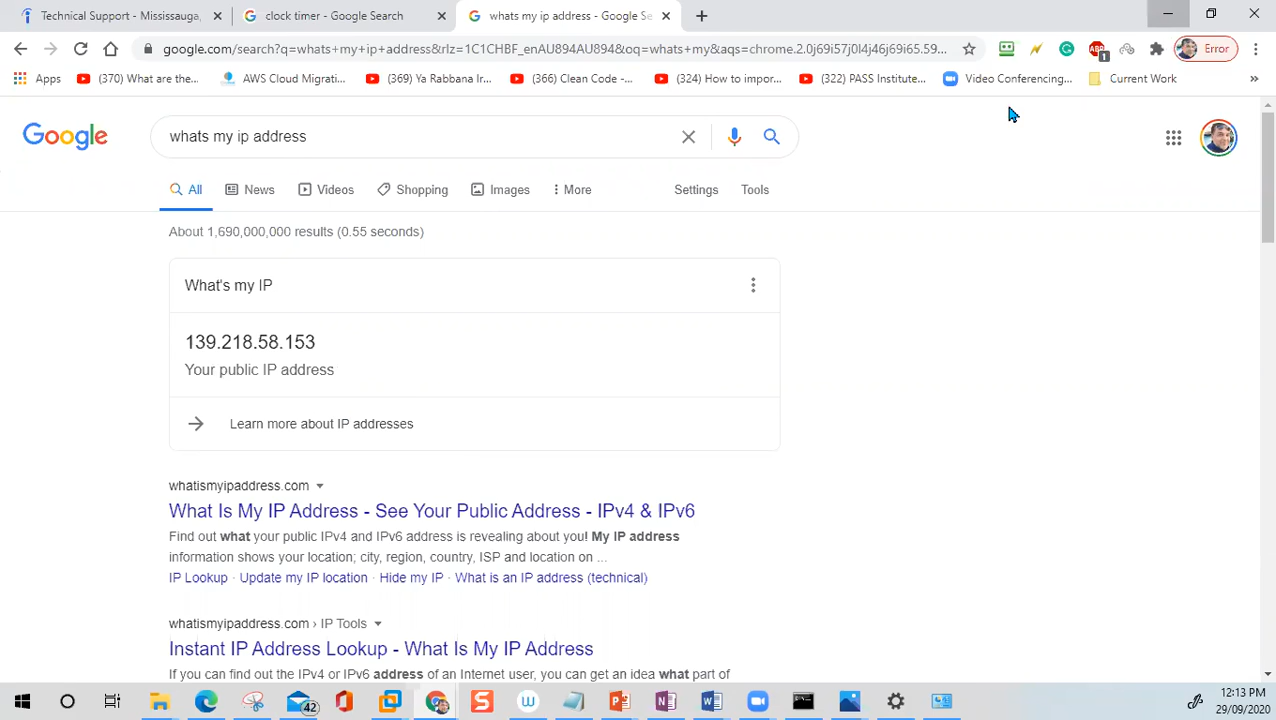 Technical Support - Mississauga,
clock timer - Google Search
whats my ip address - Google Se
google.com/search?q=whats+my+ip+address&rlz=1C1CHBF_enAU894AU894&oq=whats+my&aqs=chrome.2.0j69i57j0l4j46j69i65.59...
1
Error
Apps
(370) What are the...
AWS Cloud Migrati...
(369) Ya Rabbana Ir...
(366) Clean Code -...
(324) How to impor...
(322) PASS Institute...
Video Conferencing...
Current Work
»
Google
whats my ip address
All
News
Videos
Shopping
Images
More
Settings
Tools
About 1,690,000,000 results (0.55 seconds)
What's my IP
139.218.58.153
Your public IP address
Learn more about IP addresses
whatismyipaddress.com
What Is My IP Address - See Your Public Address - IPv4 & IPv6
Find out what your public IPv4 and IPv6 address is revealing about you! My IP address
information shows your location; city, region, country, ISP and location on ...
IP Lookup · Update my IP location · Hide my IP · What is an IP address (technical)
whatismyipaddress.com › IP Tools
Instant IP Address Lookup - What Is My IP Address
If you can find out the IPv4 or IPv6 address of an Internet user, you can get an idea what part of
42
12:13 PM
29/09/2020